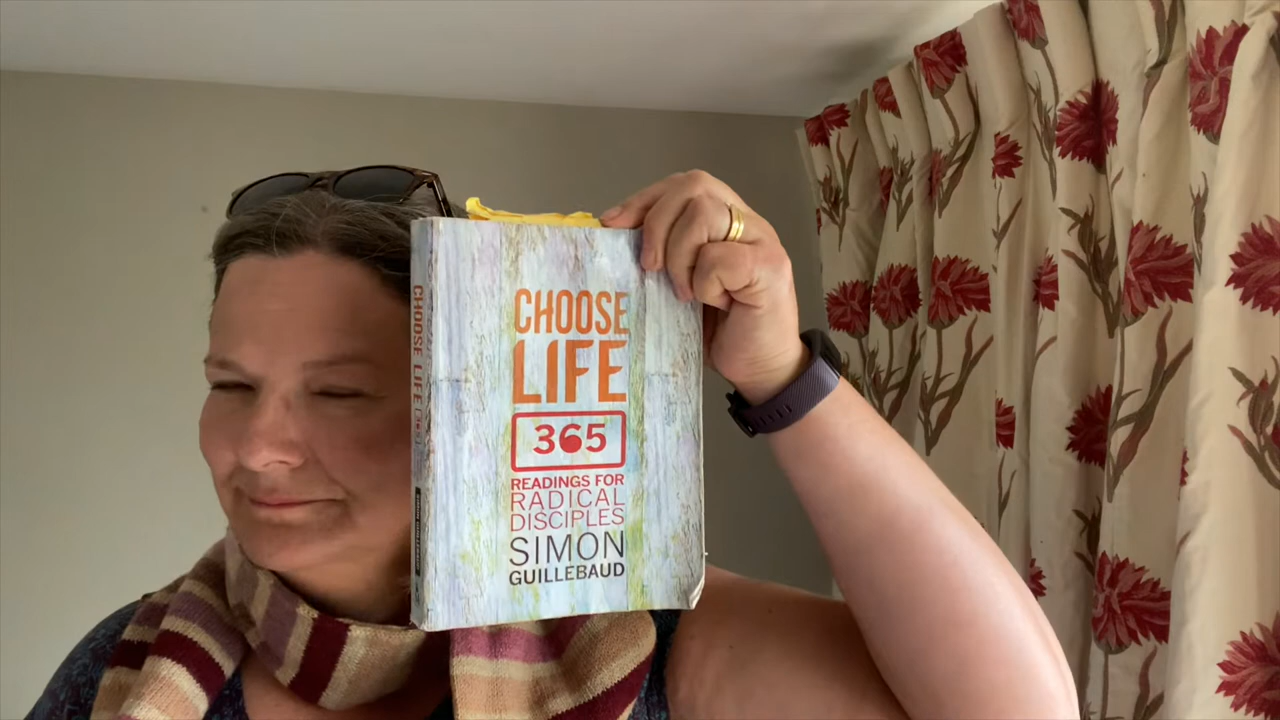 CHOOSE
LIFE
365
READINGS FOR
RADICAL
DISCIPLES
SIMON
GUILLEBAUD
CHOOSE LIFE